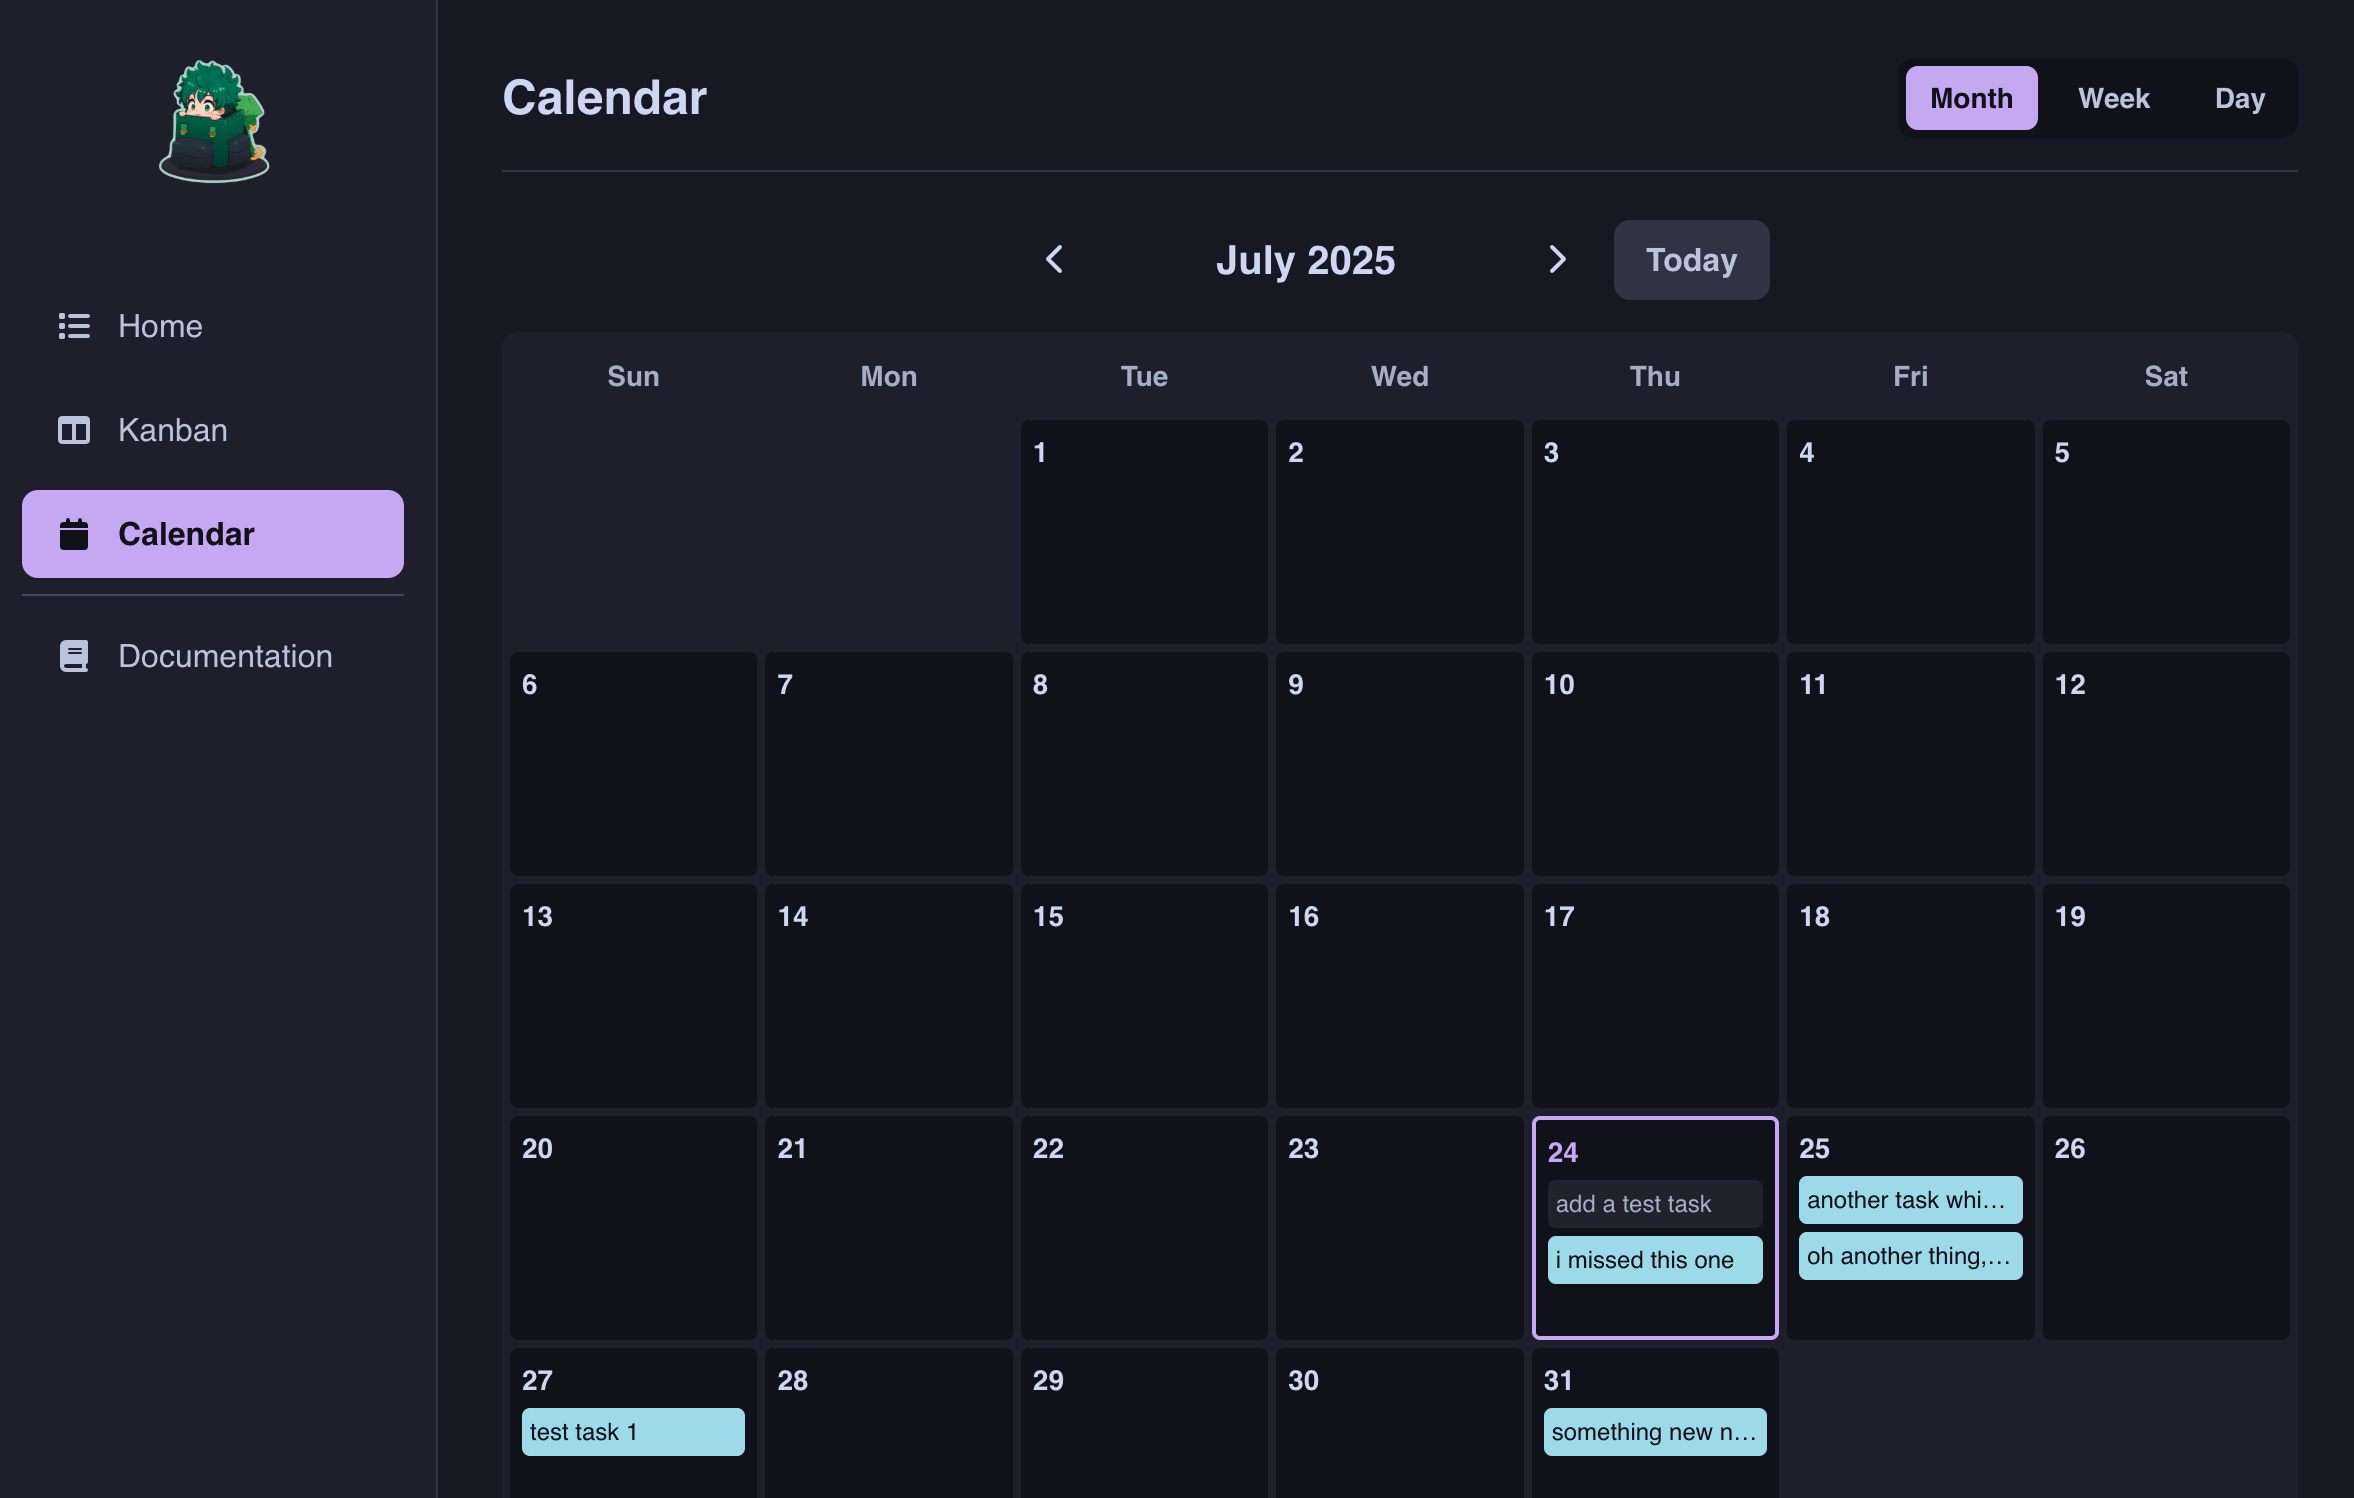 Home
Kanban
Calendar
Documentation
Calendar
Month Week Day
July 2025 Today
Sun Mon Tue Wed Thu Fri Sat
1 2 3 4 5
6 7 8 9 10 11 12
13 14 15 16 17 18 19
20 21 22 23 24 25 26
add a test task another task whi…
i missed this one oh another thing,…
27 28 29 30 31
test task 1 something new n…